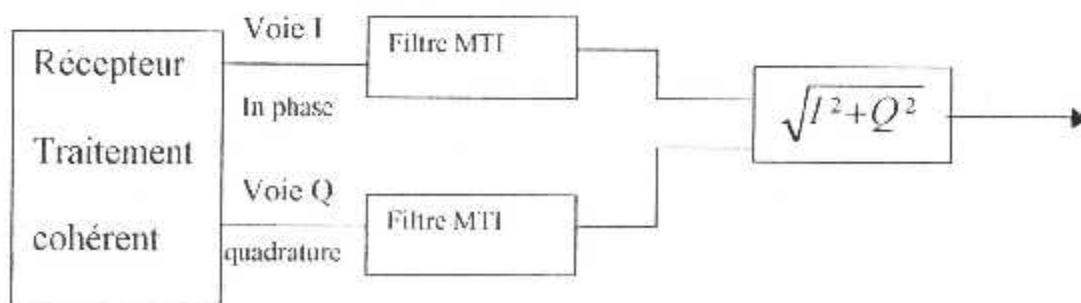 Récepteur
Traitement
cohérent
Voie I
In phase
Voie Q
quadrature
Filtre MTI
Filtre MTI
√I²+Q²